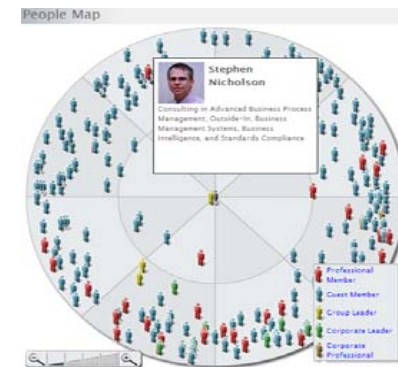 People Map
Stephen
Nicholson
Consulting in Advanced Business Process
Management, Outside-In, Business
Management Systems, Business
Intelligence, and Standards Compliance
Professional
Member
Guest Member
Group Leader
Corporate Leader
Corporate
Professional